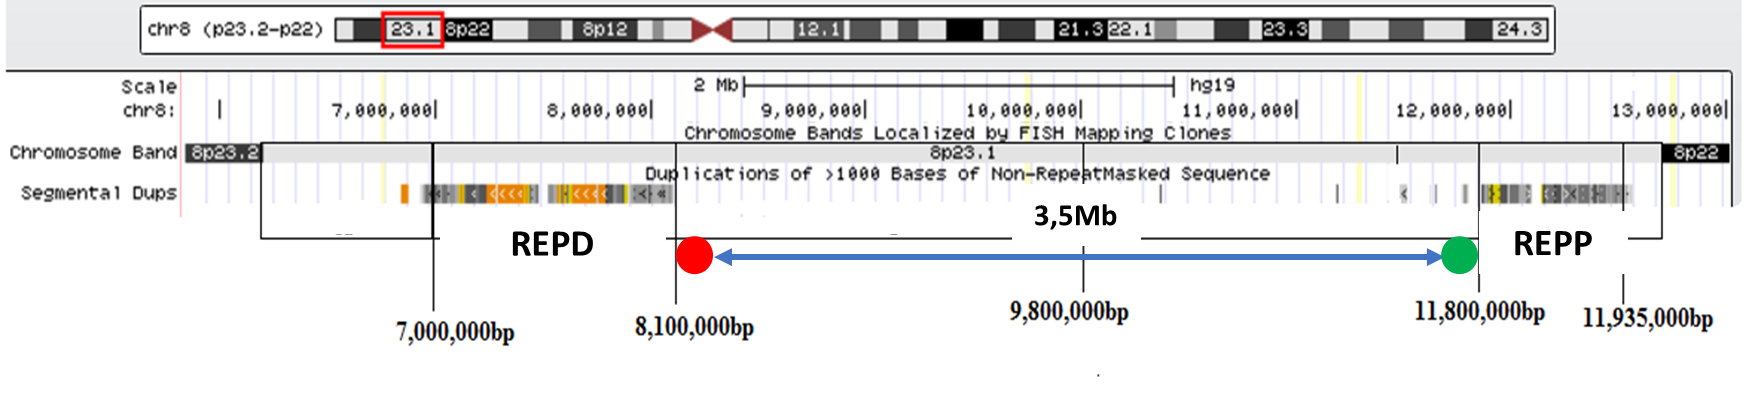 chr8 (p23.2-p22) 23.1 8p22 8p12 12.1 21.3 22.1 23.3 24.3
Scale 2 Mb hg19
chr8: 7,000,000 8,000,000 9,000,000 10,000,000 11,000,000 12,000,000 13,000,000
Chromosome Bands Localized by FISH Mapping Clones
Chromosome Band 8p23.2 8p23.1 8p22
Duplications of >1000 Bases of Non-RepeatMasked Sequence
Segmental Dups
3,5Mb
REPD REPP
7,000,000bp 8,100,000bp 9,800,000bp 11,800,000bp 11,935,000bp